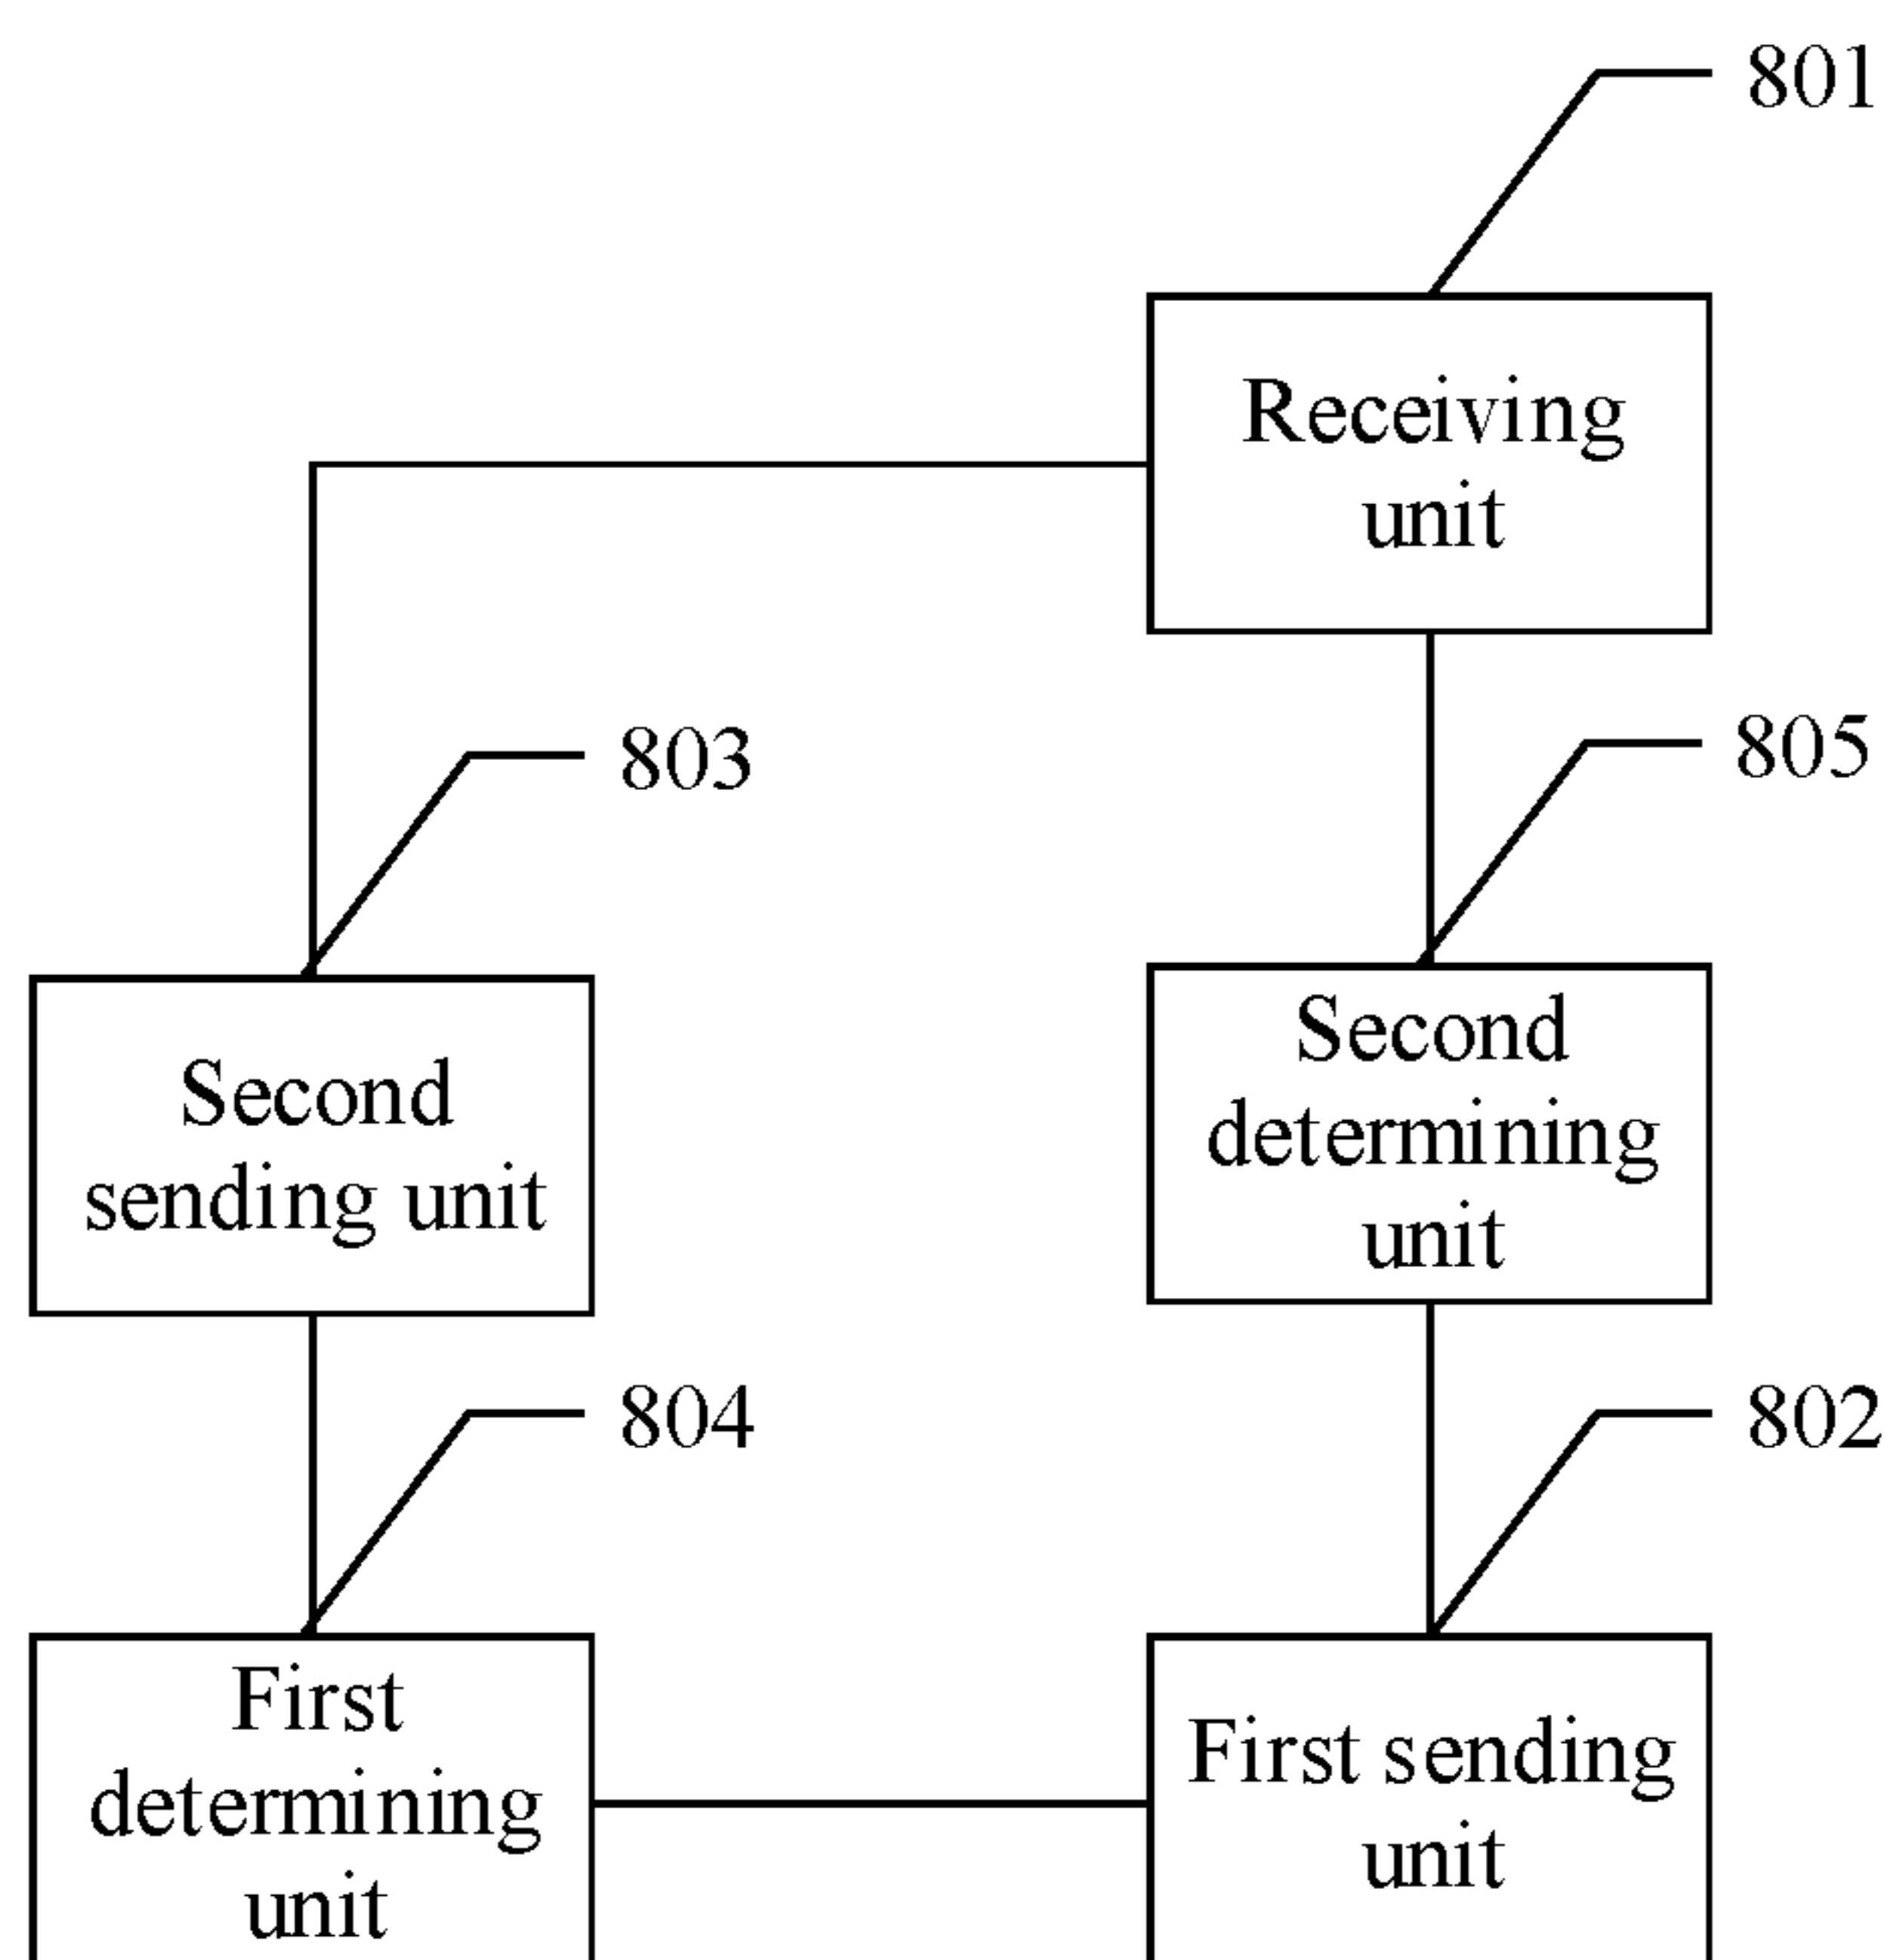 801
Receiving
unit
803
805
Second
sending unit
Second
determining
unit
804
802
First
determining
unit
First sending
unit